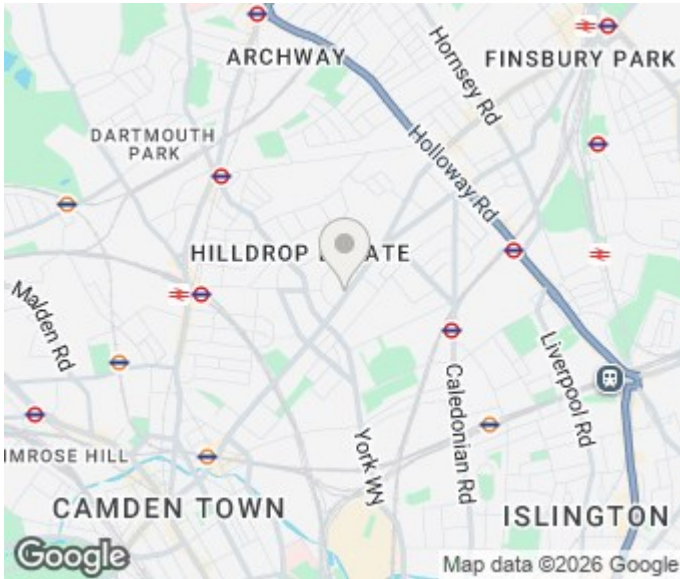 ARCHWAY
Hornsey Rd
FINSBURY PARK
DARTMOUTH
PARK
Holloway Rd
HILLDROP E ATE
Malden Rd
Liverpool Rd
Caledonian Rd
York Wy
IMROSE HILL
CAMDEN TOWN
ISLINGTON
Google
Map data ©2026 Google